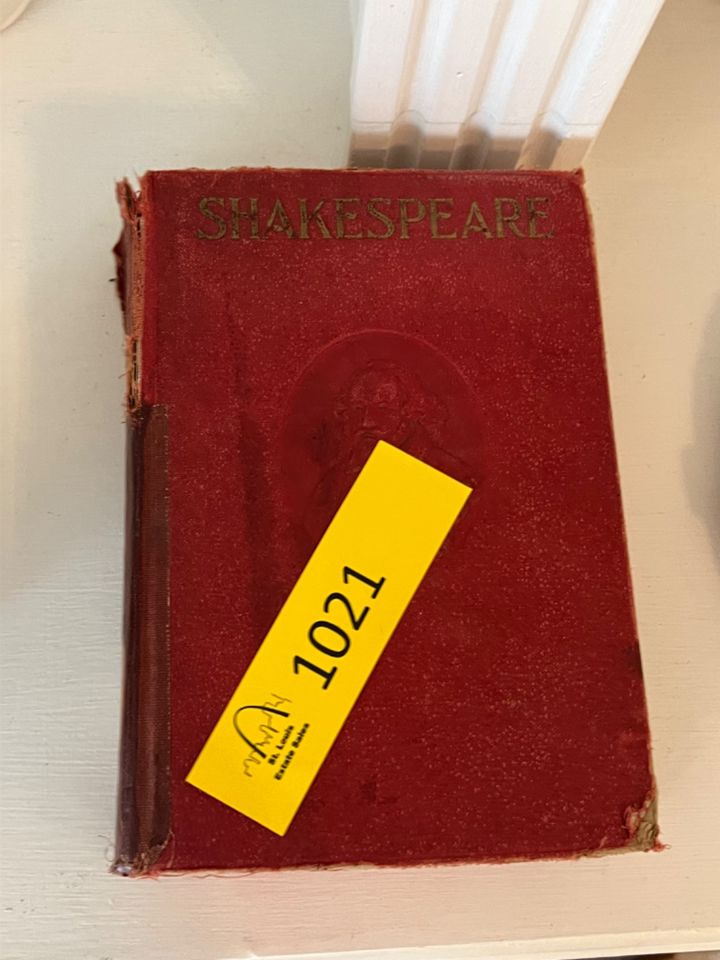 SHAKESPEARE
1021
St. Louis
Estate Sales